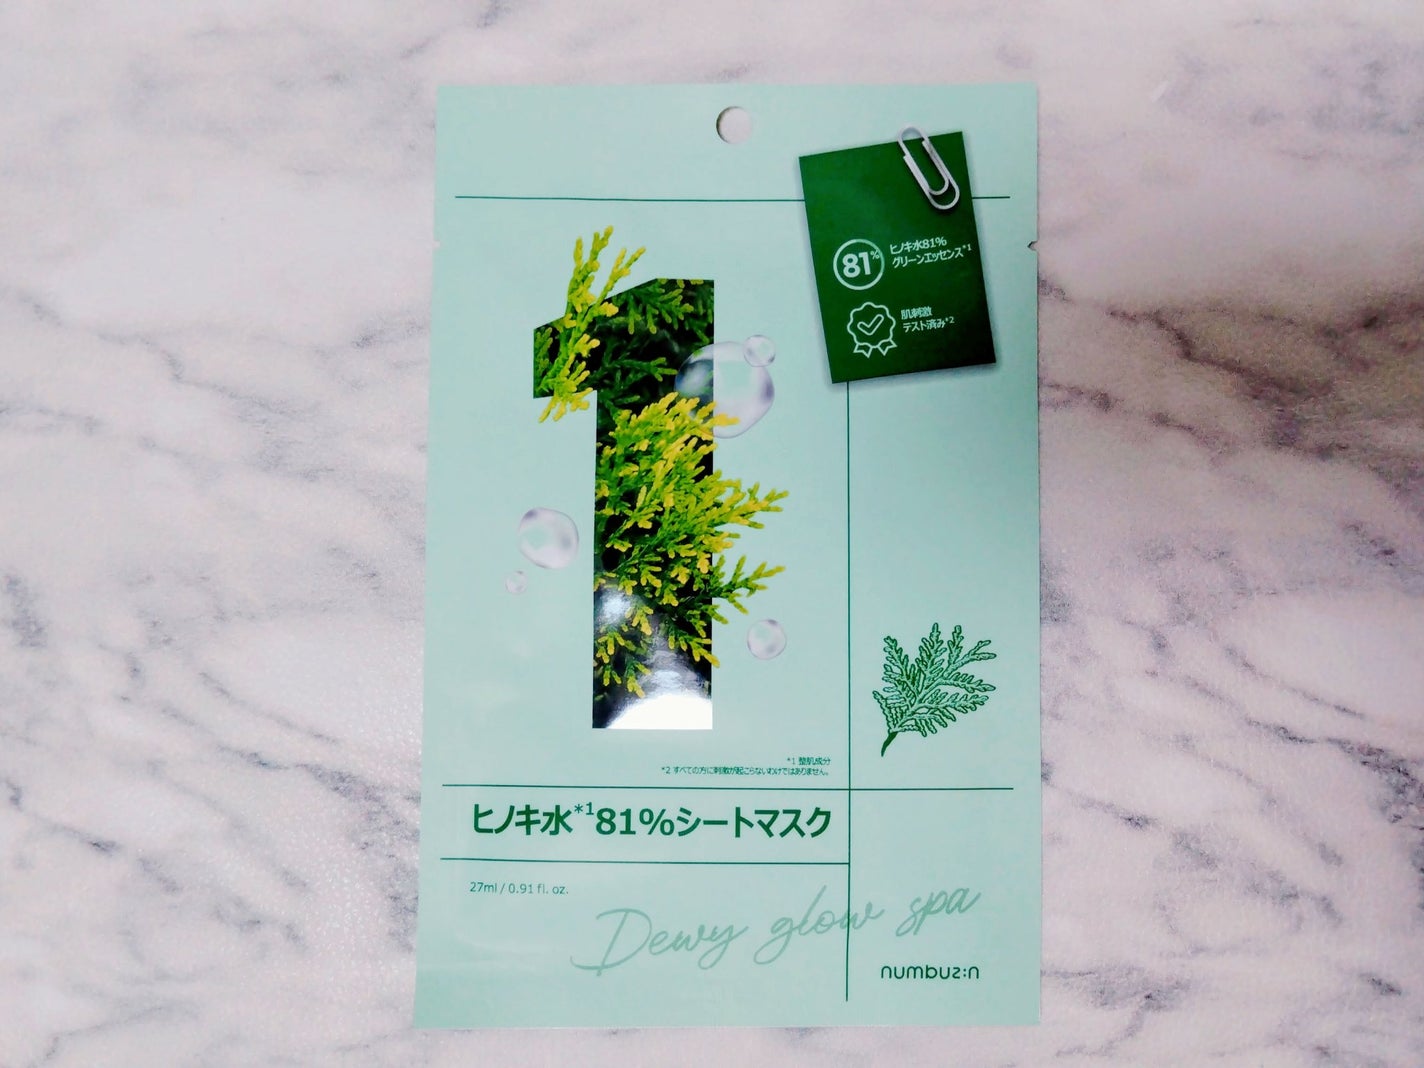 81%
ヒノキ水81%
グリーンエッセンス*1
肌刺激
テスト済み*2
1
*1 整肌成分
*2 すべての方に刺激が起こらないわけではありません。
ヒノキ水*1 81%シートマスク
27ml / 0.91 fl. oz.
Dewy glow spa
numbuz:n